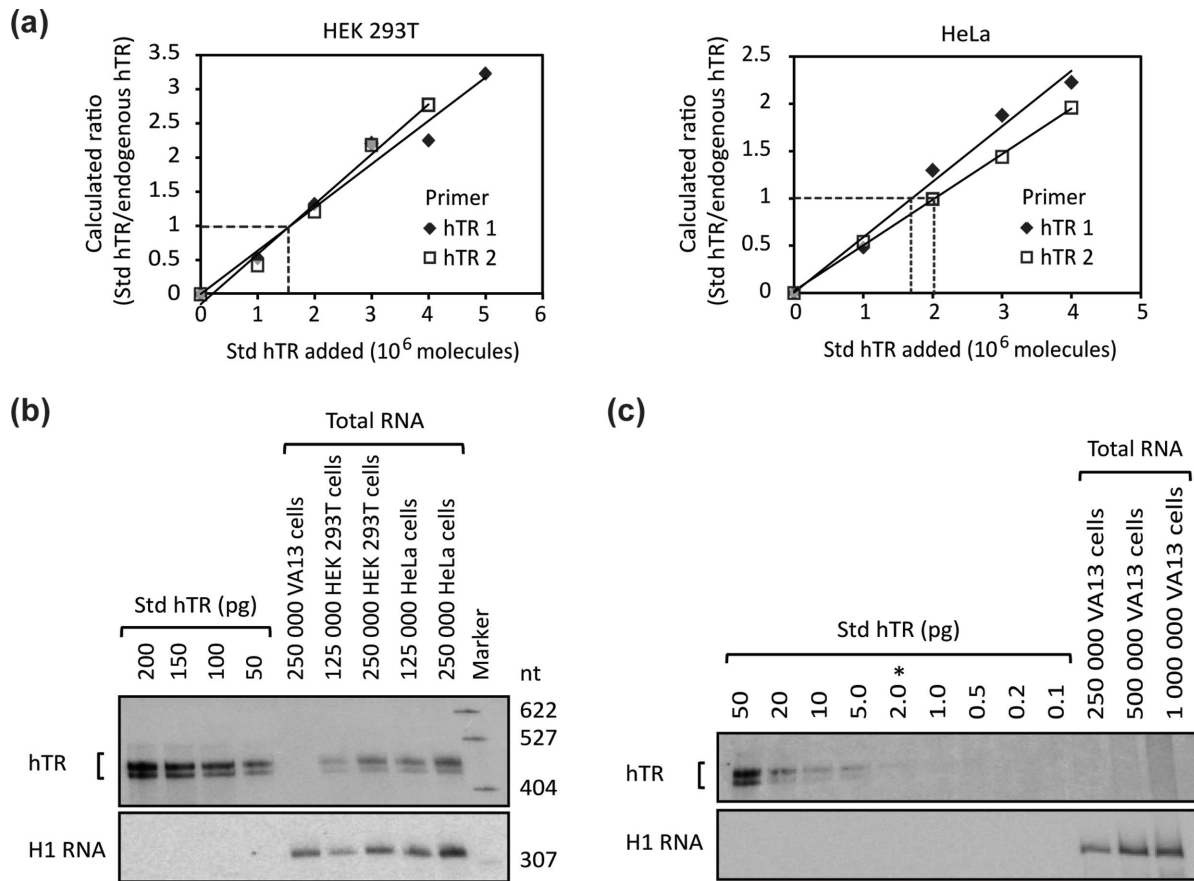 (a)
HEK 293T
Calculated ratio
(Std hTR/endogenous hTR)
3.5
3
2.5
2
1.5
1
0.5
0
0 1 2 3 4 5 6
Std hTR added (10⁶ molecules)
Primer
hTR 1
hTR 2
HeLa
Calculated ratio
(Std hTR/endogenous hTR)
2.5
2
1.5
1
0.5
0
0 1 2 3 4 5
Std hTR added (10⁶ molecules)
Primer
hTR 1
hTR 2
(b)
Total RNA
Std hTR (pg)
200
150
100
50
250 000 VA13 cells
125 000 HEK 293T cells
250 000 HEK 293T cells
125 000 HeLa cells
250 000 HeLa cells
Marker
nt
622
527
404
307
hTR [
H1 RNA
(c)
Total RNA
Std hTR (pg)
50
20
10
5.0
2.0 *
1.0
0.5
0.2
0.1
250 000 VA13 cells
500 000 VA13 cells
1 000 000 VA13 cells
hTR [
H1 RNA